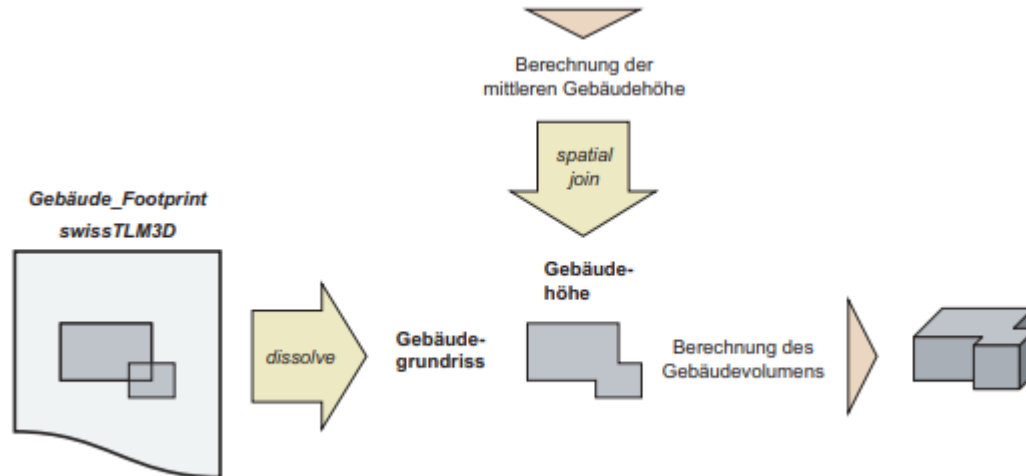 Berechnung der
mittleren Gebäudehöhe
spatial
join
Gebäude_Footprint
swissTLM3D
dissolve
Gebäude-
grundriss
Gebäude-
höhe
Berechnung des
Gebäudevolumens